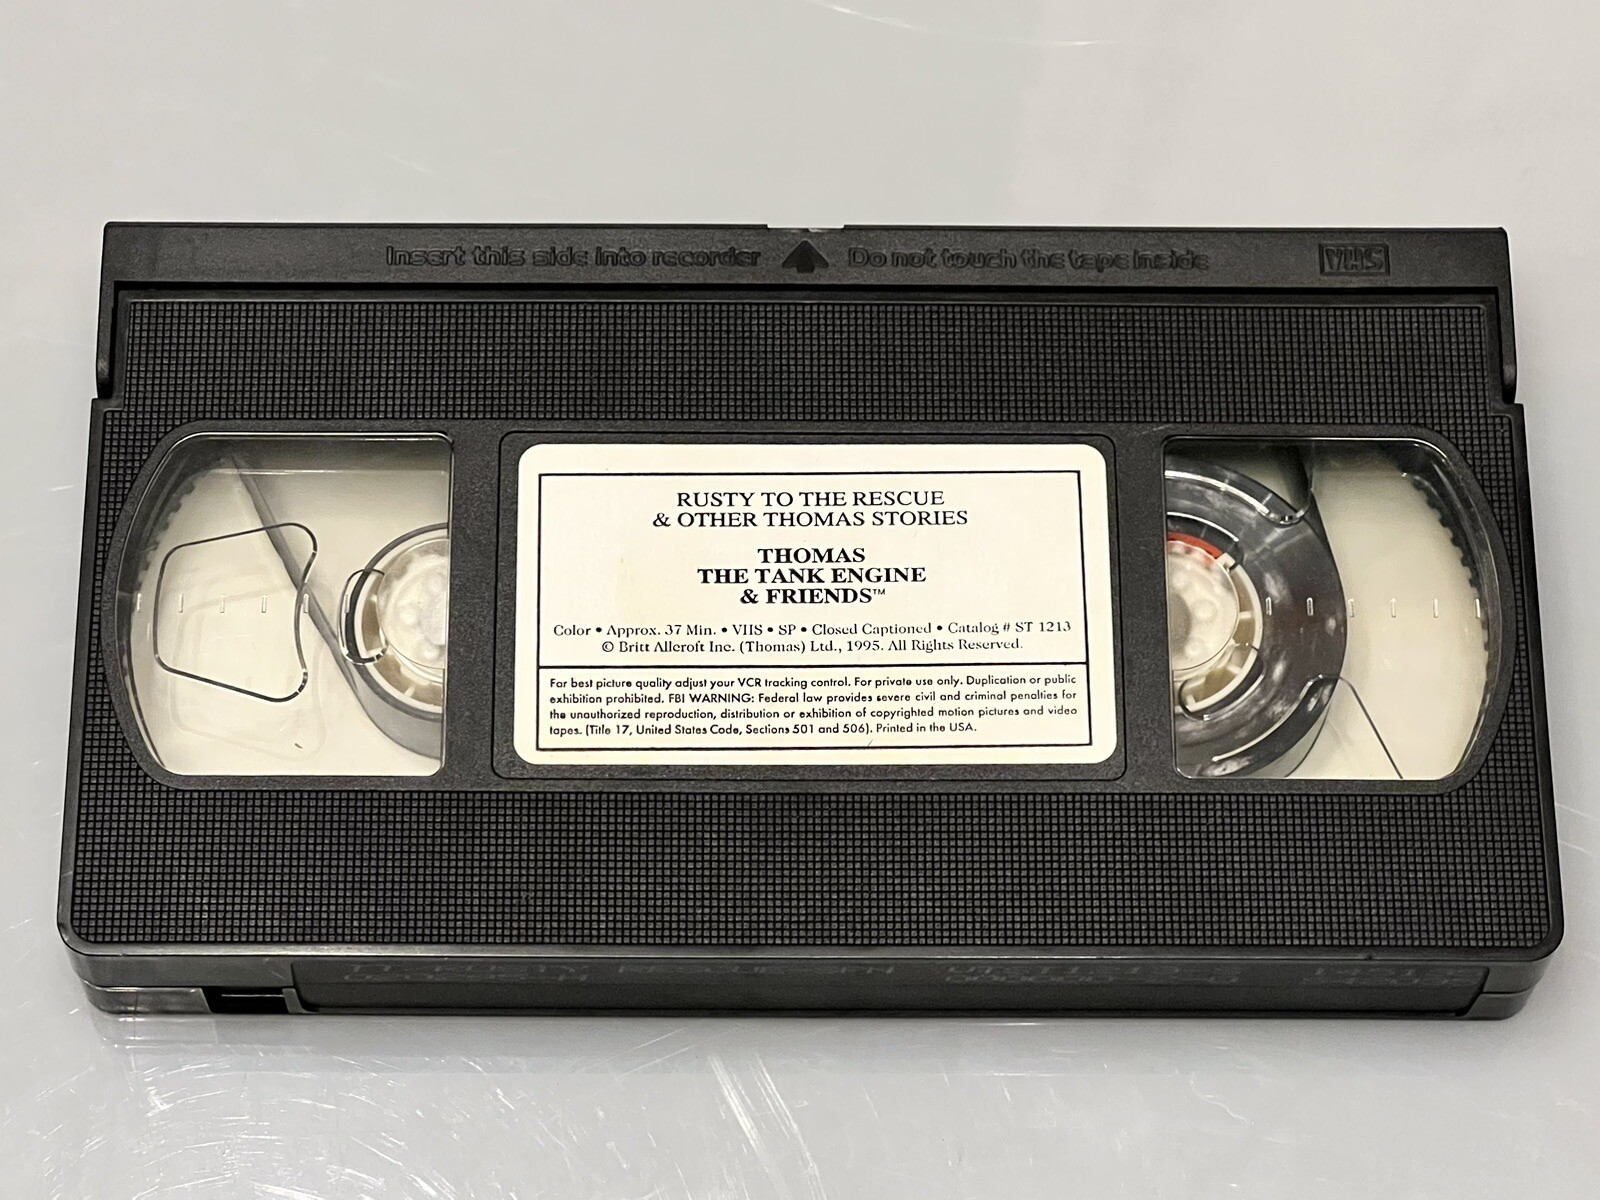 Insert this side into recorder Do not touch the tape inside VHS
RUSTY TO THE RESCUE
& OTHER THOMAS STORIES
THOMAS
THE TANK ENGINE
& FRIENDS™
Color • Approx. 37 Min. • VHS • SP • Closed Captioned • Catalog # ST 1213
© Britt Allcroft Inc. (Thomas) Ltd., 1995. All Rights Reserved.
For best picture quality adjust your VCR tracking control. For private use only. Duplication or public
exhibition prohibited. FBI WARNING: Federal law provides severe civil and criminal penalties for
the unauthorized reproduction, distribution or exhibition of copyrighted motion pictures and video
tapes. (Title 17, United States Code, Sections 501 and 506). Printed in the USA.